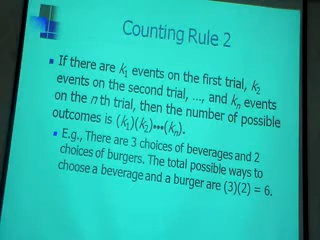 Counting Rule 2
If there are k₁ events on the first trial, k₂
events on the second trial, ..., and kₙ events
on the n th trial, then the number of possible
outcomes is (k₁)(k₂)•••(kₙ).
E.g., There are 3 choices of beverages and 2
choices of burgers. The total possible ways to
choose a beverage and a burger are (3)(2) = 6.